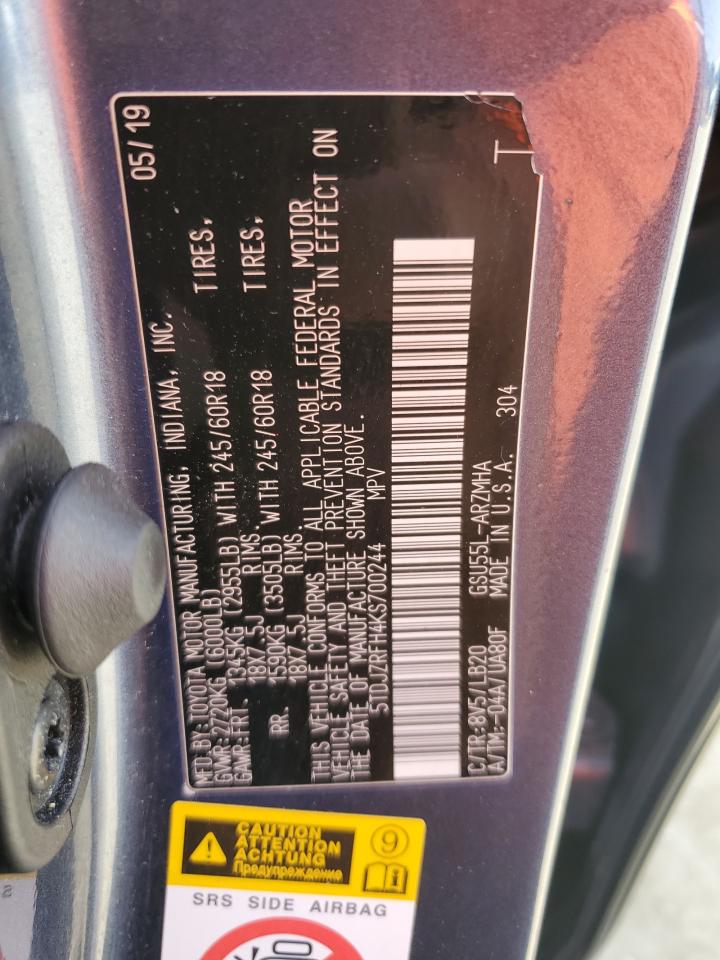 05/19
MFD.BY:TOYOTA MOTOR MANUFACTURING, INDIANA, INC.
GVWR:2720KG (6000LB)
GAWR:FRT. 1345KG (2955LB) WITH 245/60R18 TIRES,
18X7.5J RIMS
RR. 1590KG (3505LB) WITH 245/60R18 TIRES,
18X7.5J RIMS
THIS VEHICLE CONFORMS TO ALL APPLICABLE FEDERAL MOTOR
VEHICLE SAFETY AND THEFT PREVENTION STANDARDS IN EFFECT ON
THE DATE OF MANUFACTURE SHOWN ABOVE.
5TDJZRFH4KS700244 MPV
C/TR:8V5/LB20 GSU55L-ARZMHA
A/TM:-04A/UA80F MADE IN U.S.A. 304
T
CAUTION
ATTENTION
ACHTUNG
Предупреждение
9
SRS SIDE AIRBAG